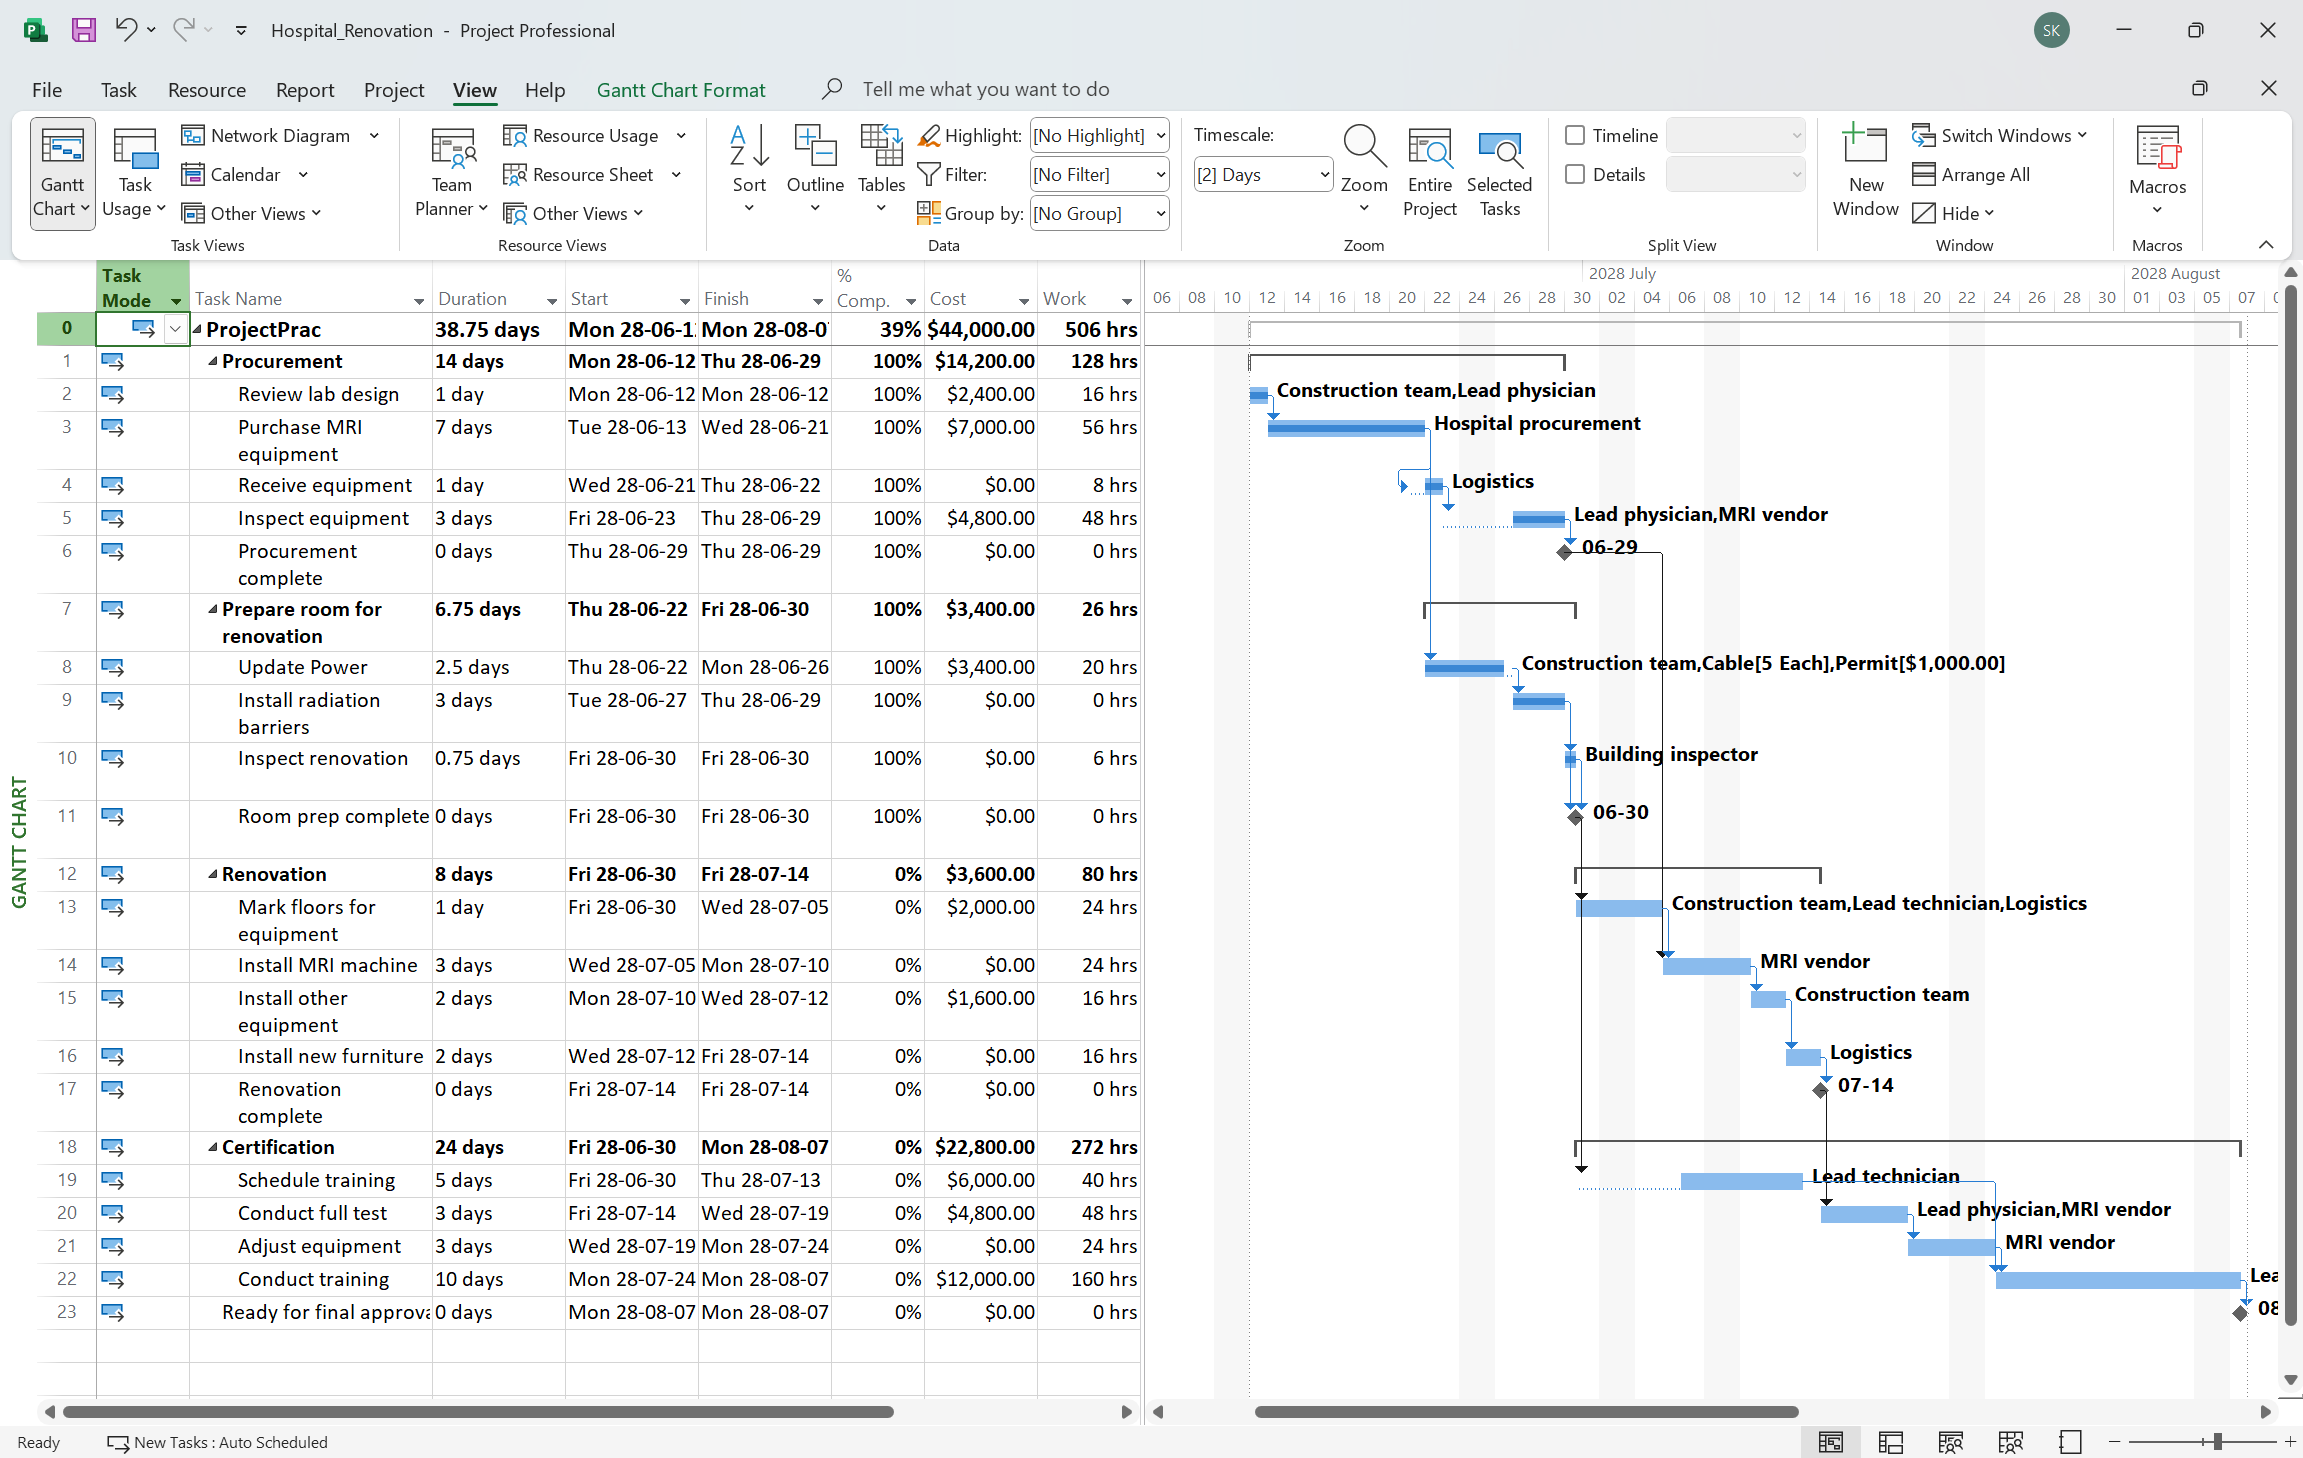 Hospital_Renovation - Project Professional
SK
File Task Resource Report Project View Help Gantt Chart Format Tell me what you want to do
Gantt Chart
Task Usage
Network Diagram
Calendar
Other Views
Task Views
Team Planner
Resource Usage
Resource Sheet
Other Views
Resource Views
A Z
Sort
Outline
Tables
Highlight: [No Highlight]
Filter: [No Filter]
Group by: [No Group]
Data
Timescale:
[2] Days
Zoom
Entire Project
Selected Tasks
Zoom
Timeline
Details
Split View
New Window
Switch Windows
Arrange All
Hide
Window
Macros
Macros
Task Mode Task Name Duration Start Finish % Comp. Cost Work
2028 July 2028 August
06 08 10 12 14 16 18 20 22 24 26 28 30 02 04 06 08 10 12 14 16 18 20 22 24 26 28 30 01 03 05 07
0 ProjectPrac 38.75 days Mon 28-06-1 Mon 28-08-0 39% $44,000.00 506 hrs
1 Procurement 14 days Mon 28-06-12 Thu 28-06-29 100% $14,200.00 128 hrs
2 Review lab design 1 day Mon 28-06-12 Mon 28-06-12 100% $2,400.00 16 hrs Construction team,Lead physician
3 Purchase MRI equipment 7 days Tue 28-06-13 Wed 28-06-21 100% $7,000.00 56 hrs Hospital procurement
4 Receive equipment 1 day Wed 28-06-21 Thu 28-06-22 100% $0.00 8 hrs Logistics
5 Inspect equipment 3 days Fri 28-06-23 Thu 28-06-29 100% $4,800.00 48 hrs Lead physician,MRI vendor
6 Procurement complete 0 days Thu 28-06-29 Thu 28-06-29 100% $0.00 0 hrs 06-29
7 Prepare room for renovation 6.75 days Thu 28-06-22 Fri 28-06-30 100% $3,400.00 26 hrs
8 Update Power 2.5 days Thu 28-06-22 Mon 28-06-26 100% $3,400.00 20 hrs Construction team,Cable[5 Each],Permit[$1,000.00]
9 Install radiation barriers 3 days Tue 28-06-27 Thu 28-06-29 100% $0.00 0 hrs
10 Inspect renovation 0.75 days Fri 28-06-30 Fri 28-06-30 100% $0.00 6 hrs Building inspector
11 Room prep complete 0 days Fri 28-06-30 Fri 28-06-30 100% $0.00 0 hrs 06-30
12 Renovation 8 days Fri 28-06-30 Fri 28-07-14 0% $3,600.00 80 hrs
13 Mark floors for equipment 1 day Fri 28-06-30 Wed 28-07-05 0% $2,000.00 24 hrs Construction team,Lead technician,Logistics
14 Install MRI machine 3 days Wed 28-07-05 Mon 28-07-10 0% $0.00 24 hrs MRI vendor
15 Install other equipment 2 days Mon 28-07-10 Wed 28-07-12 0% $1,600.00 16 hrs Construction team
16 Install new furniture 2 days Wed 28-07-12 Fri 28-07-14 0% $0.00 16 hrs Logistics
17 Renovation complete 0 days Fri 28-07-14 Fri 28-07-14 0% $0.00 0 hrs 07-14
18 Certification 24 days Fri 28-06-30 Mon 28-08-07 0% $22,800.00 272 hrs
19 Schedule training 5 days Fri 28-06-30 Thu 28-07-13 0% $6,000.00 40 hrs Lead technician
20 Conduct full test 3 days Fri 28-07-14 Wed 28-07-19 0% $4,800.00 48 hrs Lead physician,MRI vendor
21 Adjust equipment 3 days Wed 28-07-19 Mon 28-07-24 0% $0.00 24 hrs MRI vendor
22 Conduct training 10 days Mon 28-07-24 Mon 28-08-07 0% $12,000.00 160 hrs Lea
23 Ready for final approva 0 days Mon 28-08-07 Mon 28-08-07 0% $0.00 0 hrs 08
GANTT CHART
Ready New Tasks : Auto Scheduled